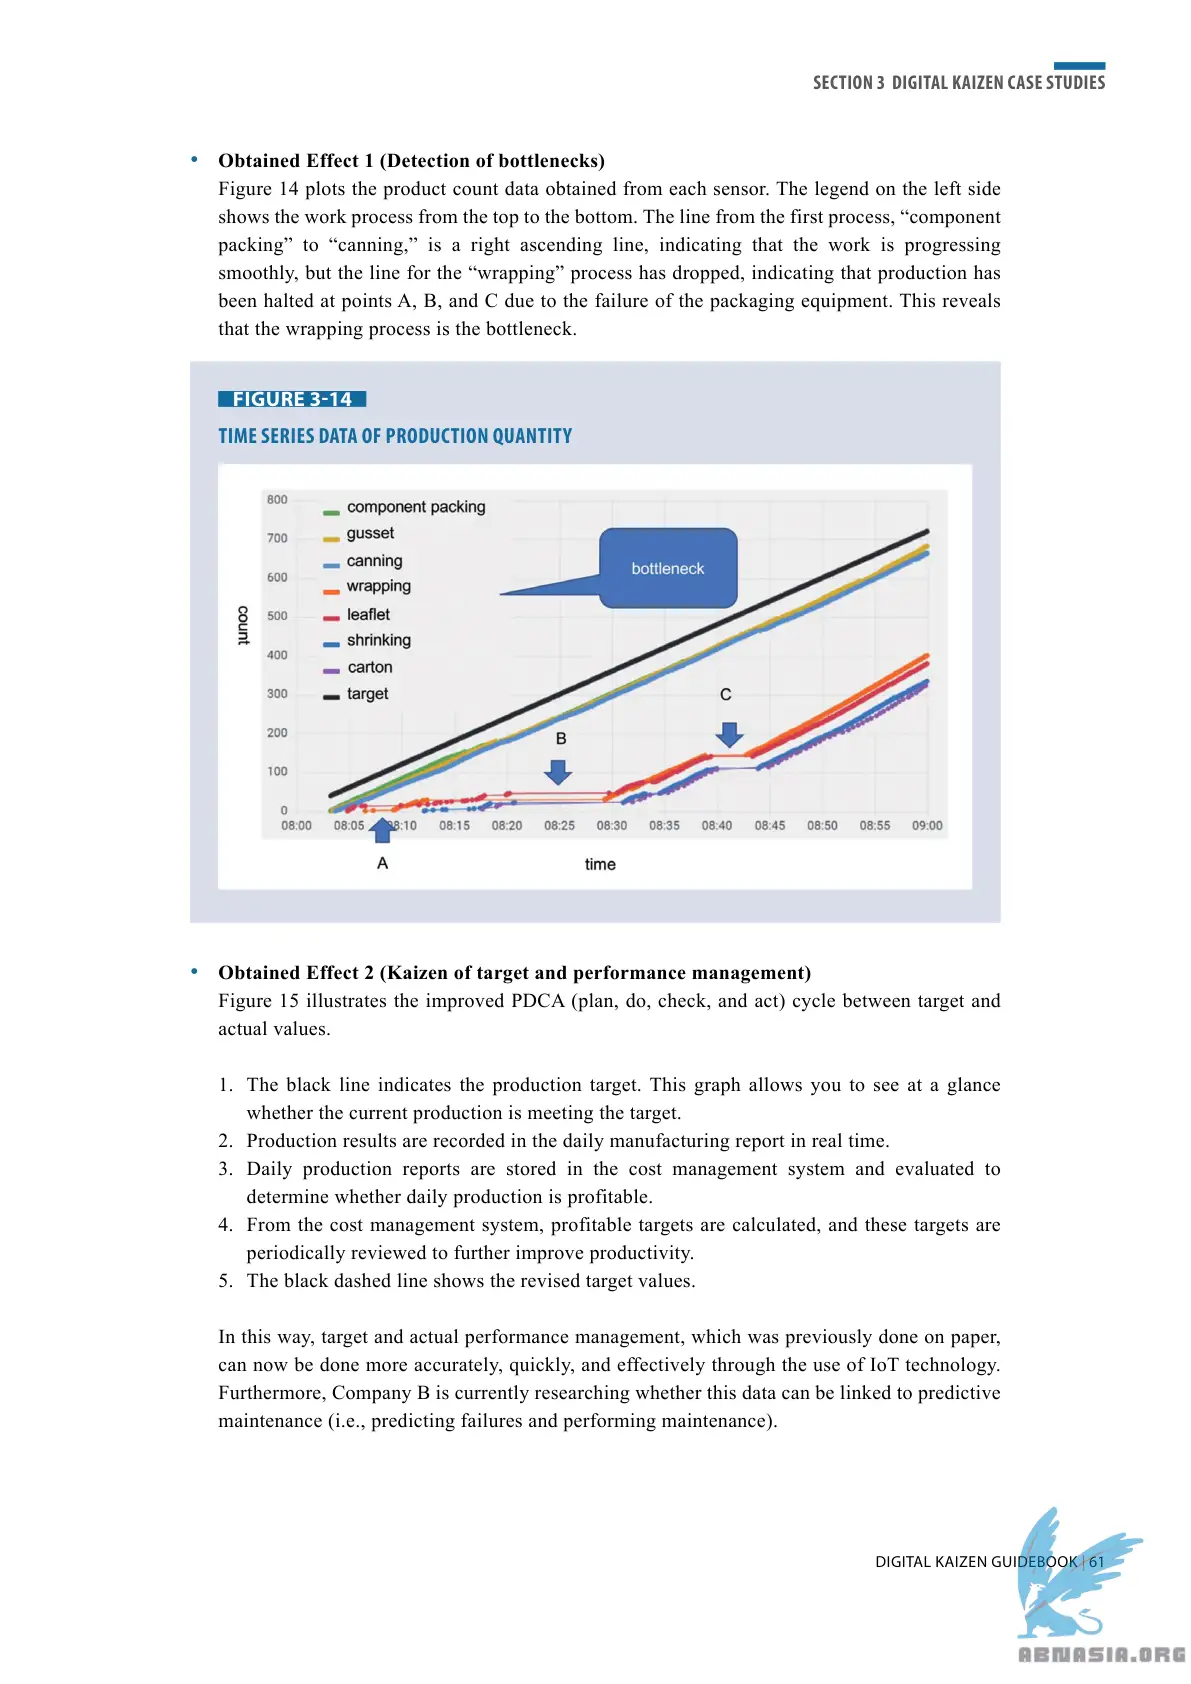 SECTION 3 DIGITAL KAIZEN CASE STUDIES
• Obtained Effect 1 (Detection of bottlenecks)
Figure 14 plots the product count data obtained from each sensor. The legend on the left side
shows the work process from the top to the bottom. The line from the first process, “component
packing” to “canning,” is a right ascending line, indicating that the work is progressing
smoothly, but the line for the “wrapping” process has dropped, indicating that production has
been halted at points A, B, and C due to the failure of the packaging equipment. This reveals
that the wrapping process is the bottleneck.
FIGURE 3-14
TIME SERIES DATA OF PRODUCTION QUANTITY
800
700
600
500
400
300
200
100
0
count
component packing
gusset
canning
wrapping
leaflet
shrinking
carton
target
bottleneck
C
B
08:00 08:05 08:10 08:15 08:20 08:25 08:30 08:35 08:40 08:45 08:50 08:55 09:00
A
time
• Obtained Effect 2 (Kaizen of target and performance management)
Figure 15 illustrates the improved PDCA (plan, do, check, and act) cycle between target and
actual values.
1. The black line indicates the production target. This graph allows you to see at a glance
whether the current production is meeting the target.
2. Production results are recorded in the daily manufacturing report in real time.
3. Daily production reports are stored in the cost management system and evaluated to
determine whether daily production is profitable.
4. From the cost management system, profitable targets are calculated, and these targets are
periodically reviewed to further improve productivity.
5. The black dashed line shows the revised target values.
In this way, target and actual performance management, which was previously done on paper,
can now be done more accurately, quickly, and effectively through the use of IoT technology.
Furthermore, Company B is currently researching whether this data can be linked to predictive
maintenance (i.e., predicting failures and performing maintenance).
DIGITAL KAIZEN GUIDEBOOK | 61
ABNASIA.ORG